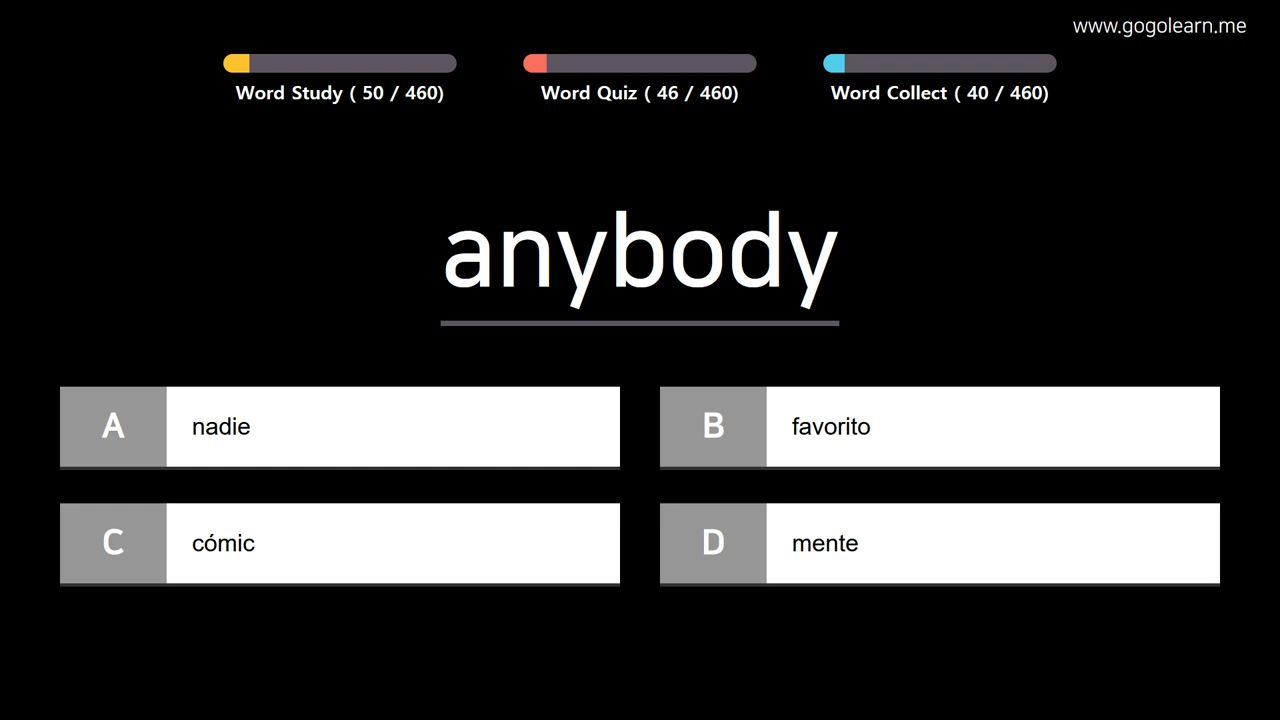 www.gogolearn.me
Word Study ( 50 / 460)
Word Quiz ( 46 / 460)
Word Collect ( 40 / 460)
anybody
A nadie
B favorito
C cómic
D mente